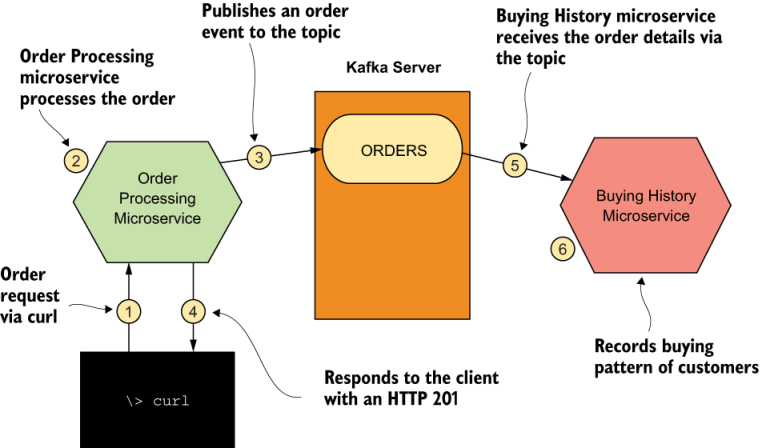 Publishes an order
event to the topic
Buying History microservice
receives the order details via
the topic
Order Processing
microservice
processes the order
Kafka Server
2
3
ORDERS
5
Order
Processing
Microservice
Buying History
Microservice
6
Order
request
via curl
1
4
Records buying
pattern of customers
Responds to the client
with an HTTP 201
\> curl